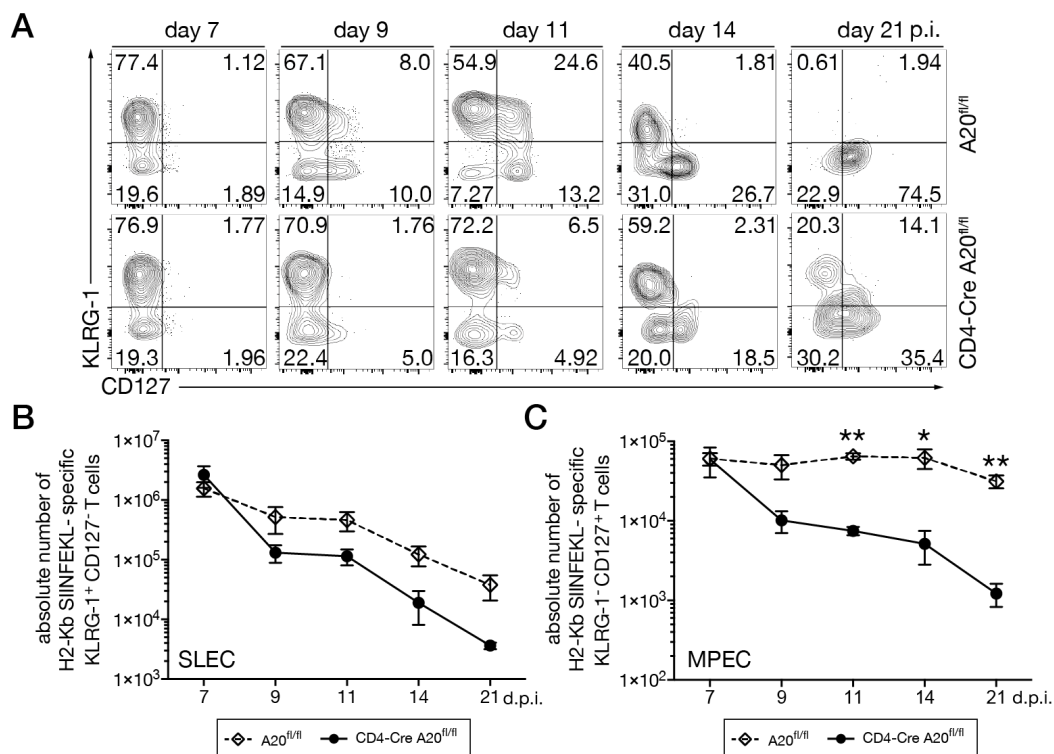 A
day 7 day 9 day 11 day 14 day 21 p.i.
77.4 1.12 67.1 8.0 54.9 24.6 40.5 1.81 0.61 1.94
A20fl/fl
19.6 1.89 14.9 10.0 7.27 13.2 31.0 26.7 22.9 74.5
76.9 1.77 70.9 1.76 72.2 6.5 59.2 2.31 20.3 14.1
CD4-Cre A20fl/fl
19.3 1.96 22.4 5.0 16.3 4.92 20.0 18.5 30.2 35.4
KLRG-1
CD127
B
absolute number of
H2-Kb SIINFEKL- specific
KLRG-1+ CD127- T cells
1×10^7
1×10^6
1×10^5
1×10^4
1×10^3
SLEC
7 9 11 14 21 d.p.i.
A20fl/fl CD4-Cre A20fl/fl
C
absolute number of
H2-Kb SIINFEKL- specific
KLRG-1- CD127+ T cells
1×10^5
1×10^4
1×10^3
1×10^2
** * **
MPEC
7 9 11 14 21 d.p.i.
A20fl/fl CD4-Cre A20fl/fl